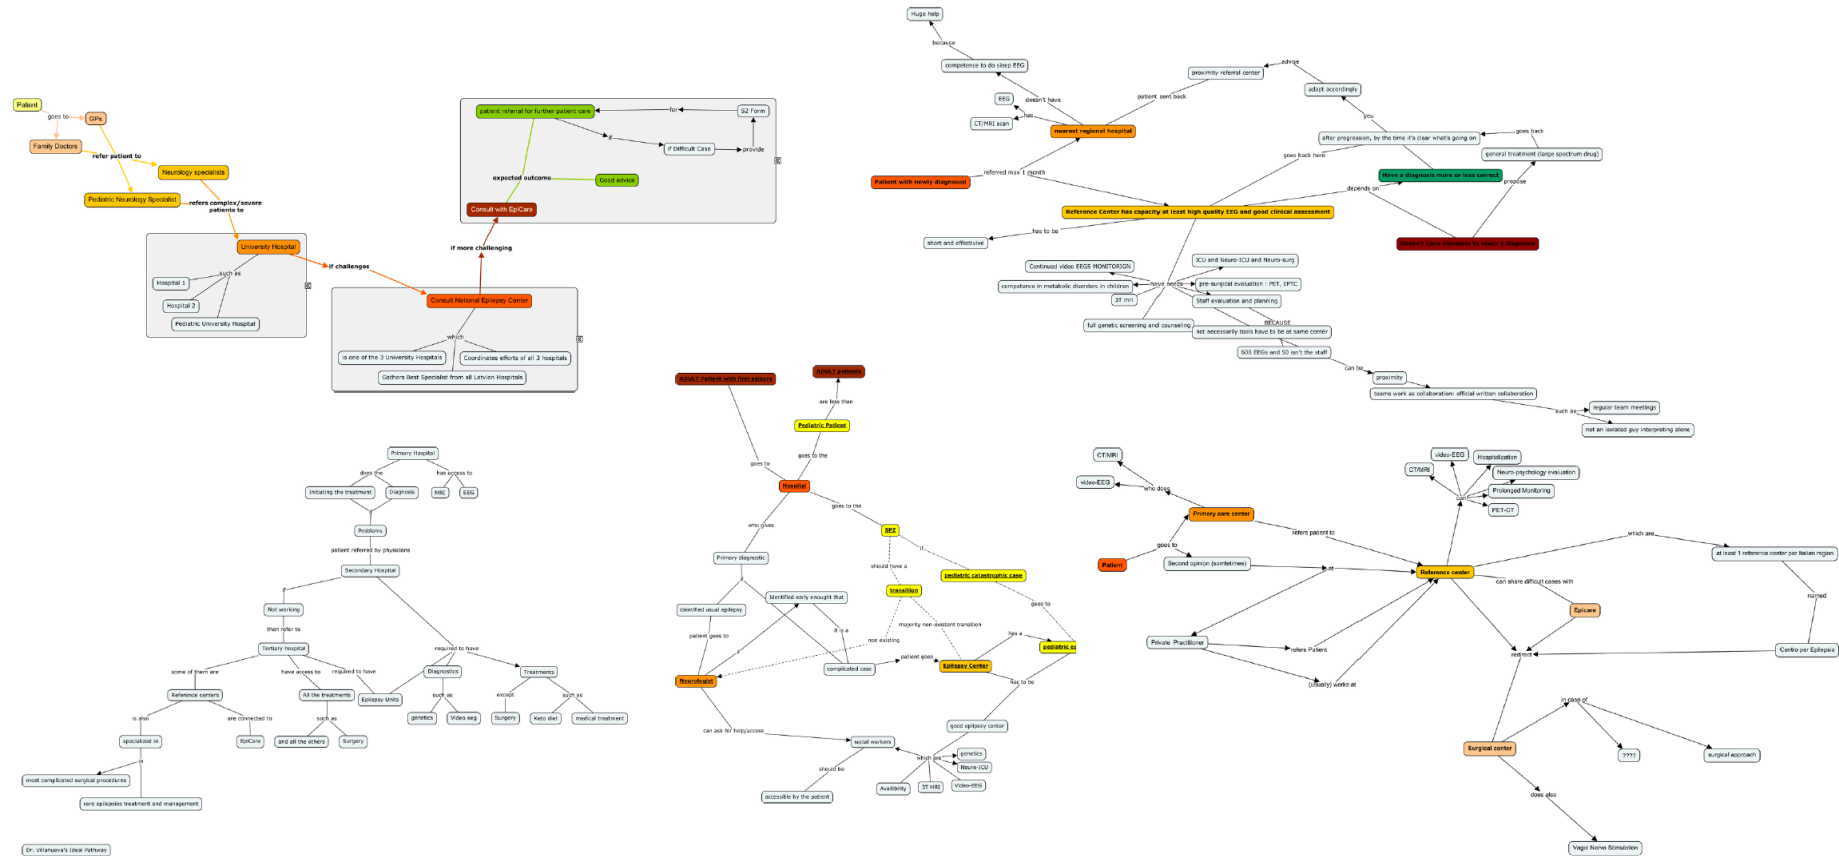 Patient
goes to
GPs
Family Doctors
refer patient to
Neurology specialists
Pediatric Neurology Specialist
refers complex/severe
patients to
University Hospital
such as
Hospital 1
Hospital 2
Pediatric University Hospital
if challenges
Consult National Epilepsy Center
which
is one of the 3 University Hospitals
Coordinates efforts of all 3 hospitals
Gathers Best Specialist from all Latvian Hospitals
if more challenging
Consult with EpiCare
expected outcome
Good advice
patient referral for further patient care
if
if Difficult Case
provide
S2 Form
for
Huge help
because
competence to do sleep EEG
doesn't have
EEG
has
CT/MRI scan
nearest regional hospital
patient sent back
proximity referral center
advise
adapt accordingly
you
after progression, by the time it's clear what's going on
goes back
general treatment (large spectrum drug)
goes back here
Patient with newly diagnosed
referred max 1 month
Have a diagnosis more or less correct
depends on
propose
Reference Center has capacity at least high quality EEG and good clinical assessment
has to be
short and effectivive
Continued video EEGS MONITORIGN
ICU and Neuro-ICU and Neuro-surg
competence in metabolic disorders in children
have needs
pre-surgical evaluation : PET, EPTC
3T mri
Staff evaluation and planning
full genetic screening and counseling
BECAUSE
not necessarily tools have to be at same center
600 EEGs and 50 isn't the staff
can be
proximity
teams work as collaboration: official written collaboration
such as
regular team meetings
not an isolated guy interpreting alone
Primary Hospital
does the
has access to
Initiating the treatment
Diagnosis
MRI
EEG
if
Problems
patient referred by physicians
Secondary Hospital
if
Not working
then refer to
Tertiary hospital
required to have
some of them are
have access to
required to have
Reference centers
All the treatments
Epilepsy Units
Diagnostics
Treatments
is also
are connected to
such as
such as
except
such as
specialized in
EpiCare
and all the others
Surgery
genetics
Video eeg
Surgery
Keto diet
medical treatment
in
most complicated surgical procedures
rare epilepsies treatment and management
Dr. Villanueva's Ideal Pathway
ADULT Patient with first seizure
ADULT patients
are less than
Pediatric Patient
goes to
goes to the
Hospital
who gives
goes to the
SPZ
if
Primary diagnostic
should have a
pediatric catastrophic case
if
transition
goes to
identified usual epilepsy
Identified early enought that
patient goes to
it is a
non existing
majority non-existent transition
has a
pediatric ep
if
complicated case
patient goes
Epilepsy Center
Neurologist
has to be
can ask for help/access
good epilpesy center
social workers
should be
which are
genetics
Neuro-ICU
accessible by the patient
Availibility
3T MRI
Video-EEG
CT/MRI
video-EEG
who does
Primary care center
goes to
Patient
Second opinion (somtetimes)
refers patient to
at
Private Practitioner
refers Patient
(usually) works at
Reference center
can
CT/MRI
video-EEG
Hospitalization
Neuro-psychology evaluation
Prolonged Monitoring
PET-CT
which are
at least 1 reference center per Italian region
named
Centro per Epilepsia
can share difficult cases with
Epicare
redirect
Surgical center
in case of
????
surgical approach
does also
Vagal Nerve Stimulation